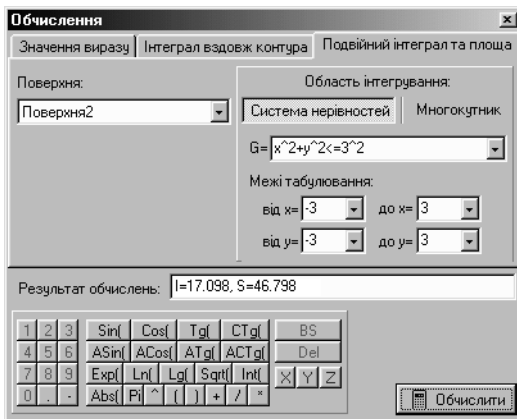 Обчислення
Значення виразу Інтеграл вздовж контура Подвійний інтеграл та площа
Поверхня:
Поверхня2
Область інтегрування:
Система нерівностей Многокутник
G= x^2+y^2<=3^2
Межі табулювання:
від x= -3 до x= 3
від y= -3 до y= 3
Результат обчислень: I=17.098, S=46.798
1 2 3 Sin( Cos( Tg( CTg( BS
4 5 6 ASin( ACos( ATg( ACTg( Del
7 8 9 Exp( Ln( Lg( Sqrt( Int( X Y Z
0 . - Abs( Pi ^ ( ) + / *
Обчислити